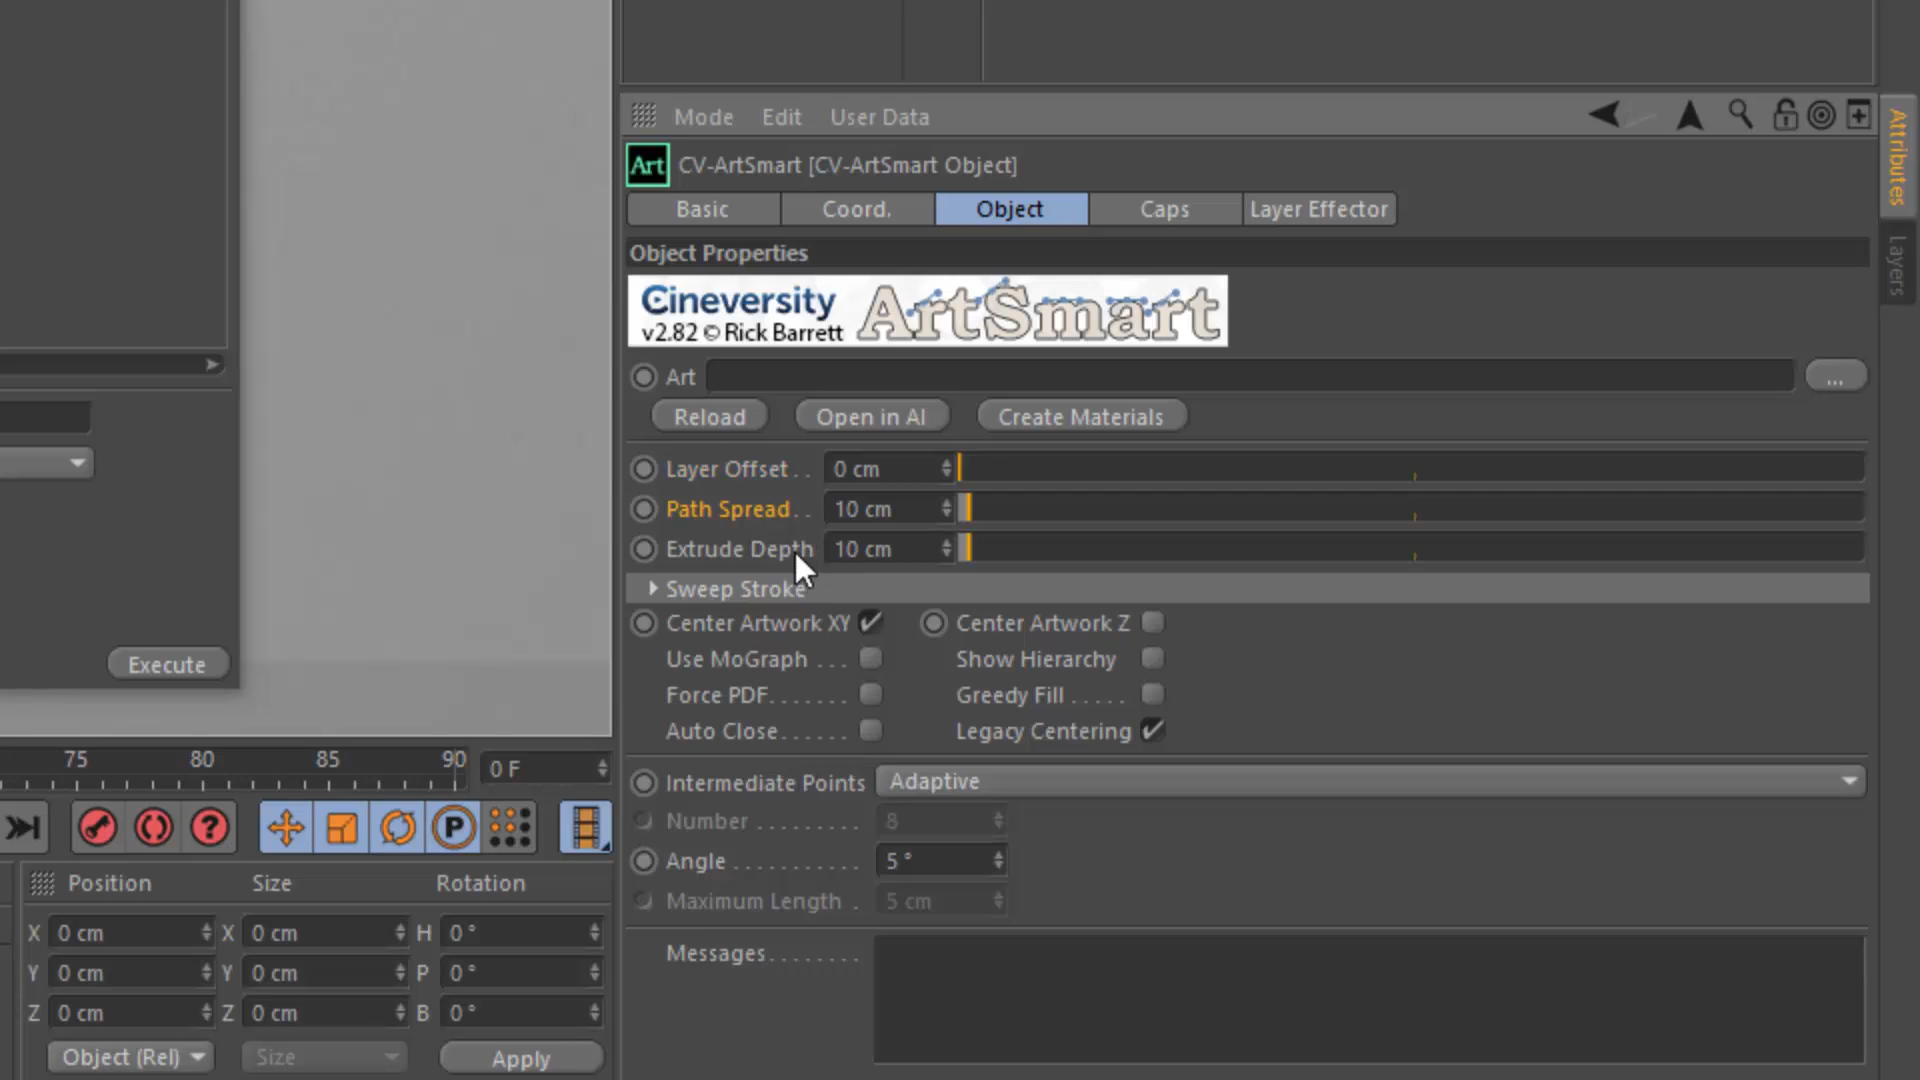 Mode Edit User Data
Attributes
Layers
Art CV-ArtSmart [CV-ArtSmart Object]
Basic Coord. Object Caps Layer Effector
Object Properties
Cineversity ArtSmart
v2.82 © Rick Barrett
Art ...
Reload Open in AI Create Materials
Layer Offset . . 0 cm
Path Spread . . 10 cm
Extrude Depth 10 cm
Sweep Stroke
Center Artwork XY Center Artwork Z
Use MoGraph . . . Show Hierarchy
Force PDF . . . . . . . Greedy Fill . . . . .
Auto Close . . . . . . Legacy Centering
Intermediate Points Adaptive
Number . . . . . . . . . 8
Angle . . . . . . . . . . . 5 °
Maximum Length . 5 cm
Messages . . . . . . . .
Execute
75 80 85 90 0 F
P
Position Size Rotation
X 0 cm X 0 cm H 0 °
Y 0 cm Y 0 cm P 0 °
Z 0 cm Z 0 cm B 0 °
Object (Rel) Size Apply